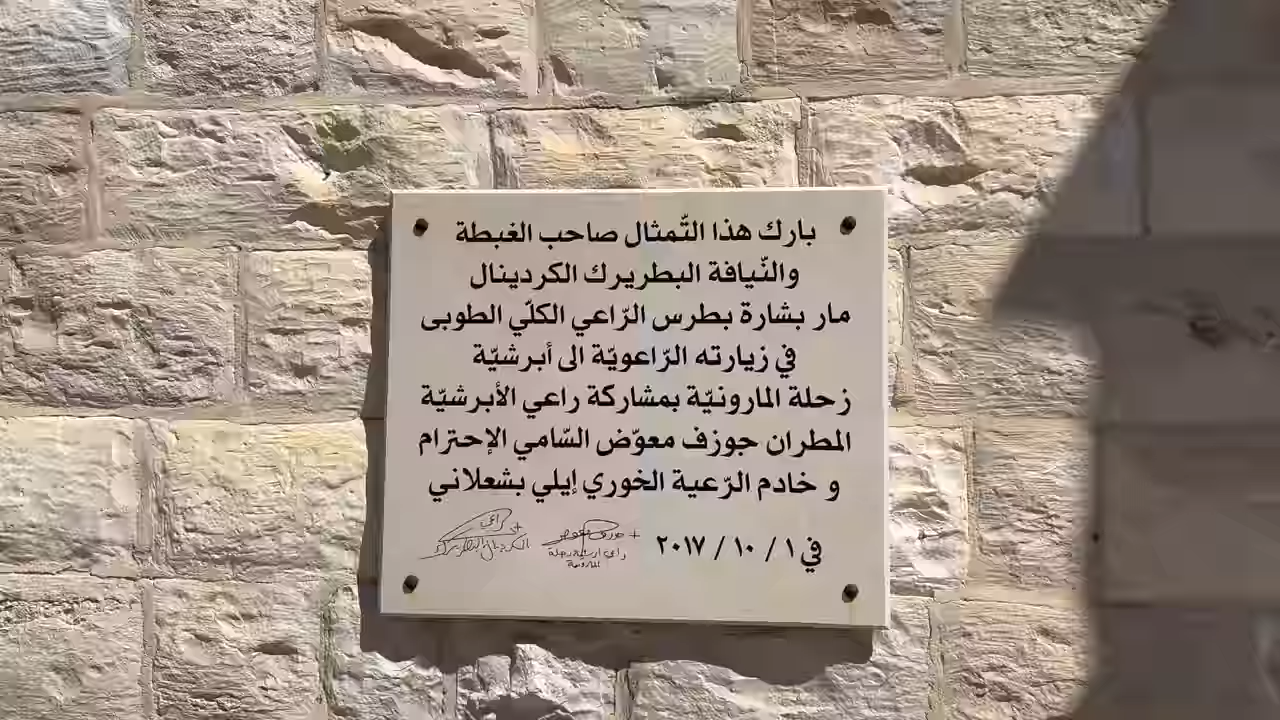 بارك هذا التّمثال صاحب الغبطة
والنّيافة البطريرك الكردينال
مار بشارة بطرس الرّاعي الكلّي الطوبى
في زيارته الرّاعويّة الى أبرشيّة
زحلة المارونيّة بمشاركة راعي الأبرشيّة
المطران جوزف معوّض السّامي الإحترام
و خادم الرّعية الخوري إيلي بشعلاني
في ١ / ١٠ / ٢٠١٧